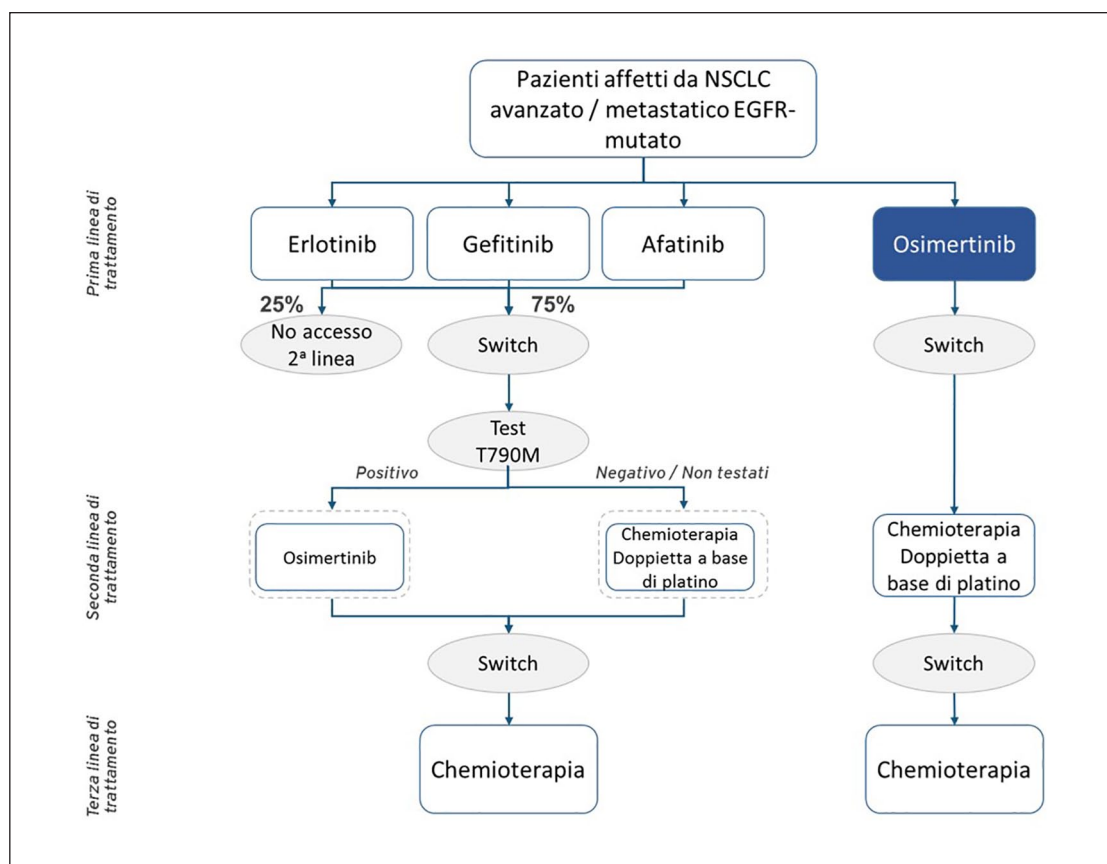 Pazienti affetti da NSCLC
avanzato / metastatico EGFR-
mutato
Prima linea di
trattamento
Erlotinib
Gefitinib
Afatinib
Osimertinib
25%
75%
No accesso
2ª linea
Switch
Switch
Test
T790M
Positivo
Negativo / Non testati
Seconda linea di
trattamento
Osimertinib
Chemioterapia
Doppietta a base
di platino
Chemioterapia
Doppietta a
base di platino
Switch
Switch
Terza linea di
trattamento
Chemioterapia
Chemioterapia